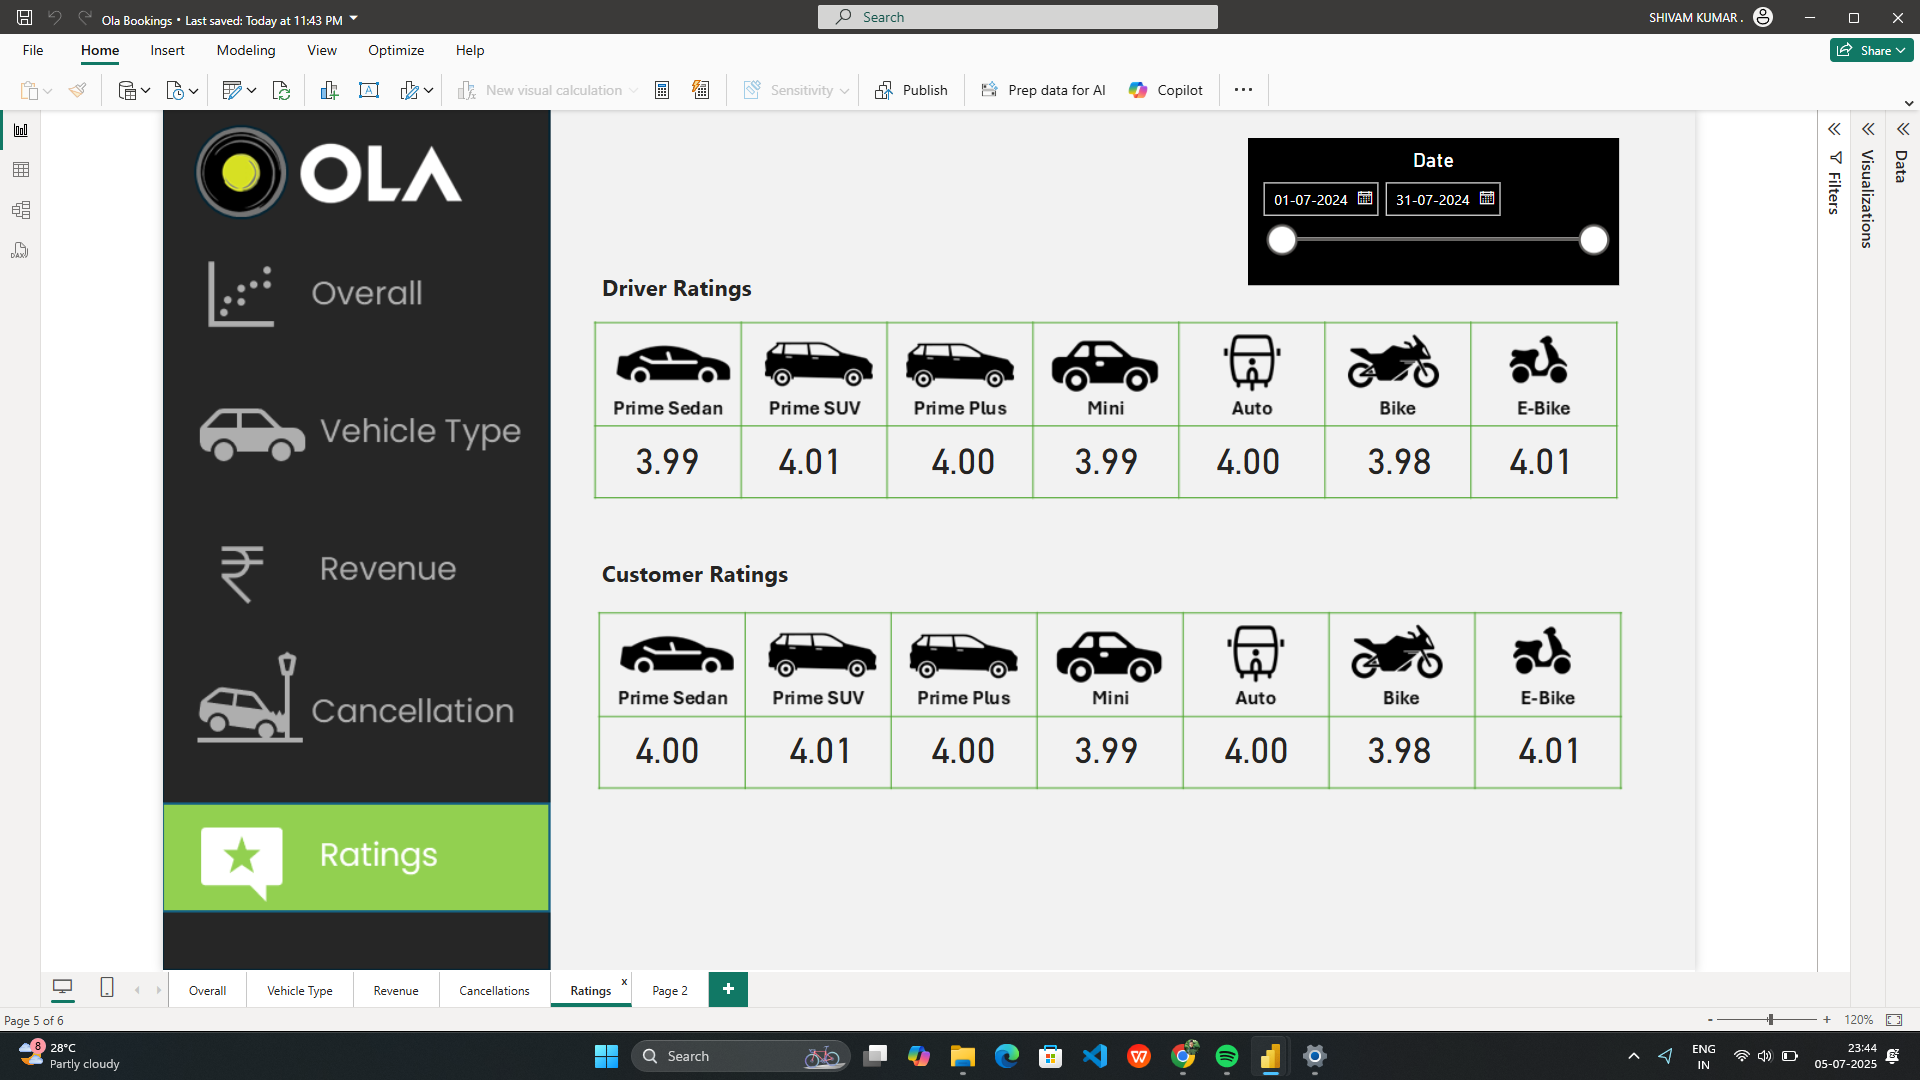 Ola Bookings • Last saved: Today at 11:43 PM
Search
SHIVAM KUMAR .
File
Home
Insert
Modeling
View
Optimize
Help
Share
New visual calculation
Sensitivity
Publish
Prep data for AI
Copilot
OLA
Overall
Vehicle Type
Revenue
Cancellation
Ratings
Date
01-07-2024
31-07-2024
Driver Ratings
Prime Sedan
Prime SUV
Prime Plus
Mini
Auto
Bike
E-Bike
3.99
4.01
4.00
3.99
4.00
3.98
4.01
Customer Ratings
Prime Sedan
Prime SUV
Prime Plus
Mini
Auto
Bike
E-Bike
4.00
4.01
4.00
3.99
4.00
3.98
4.01
Filters
Visualizations
Data
Overall
Vehicle Type
Revenue
Cancellations
Ratings
x
Page 2
+
Page 5 of 6
- + 120%
8
28°C
Partly cloudy
Search
ENG
IN
23:44
05-07-2025